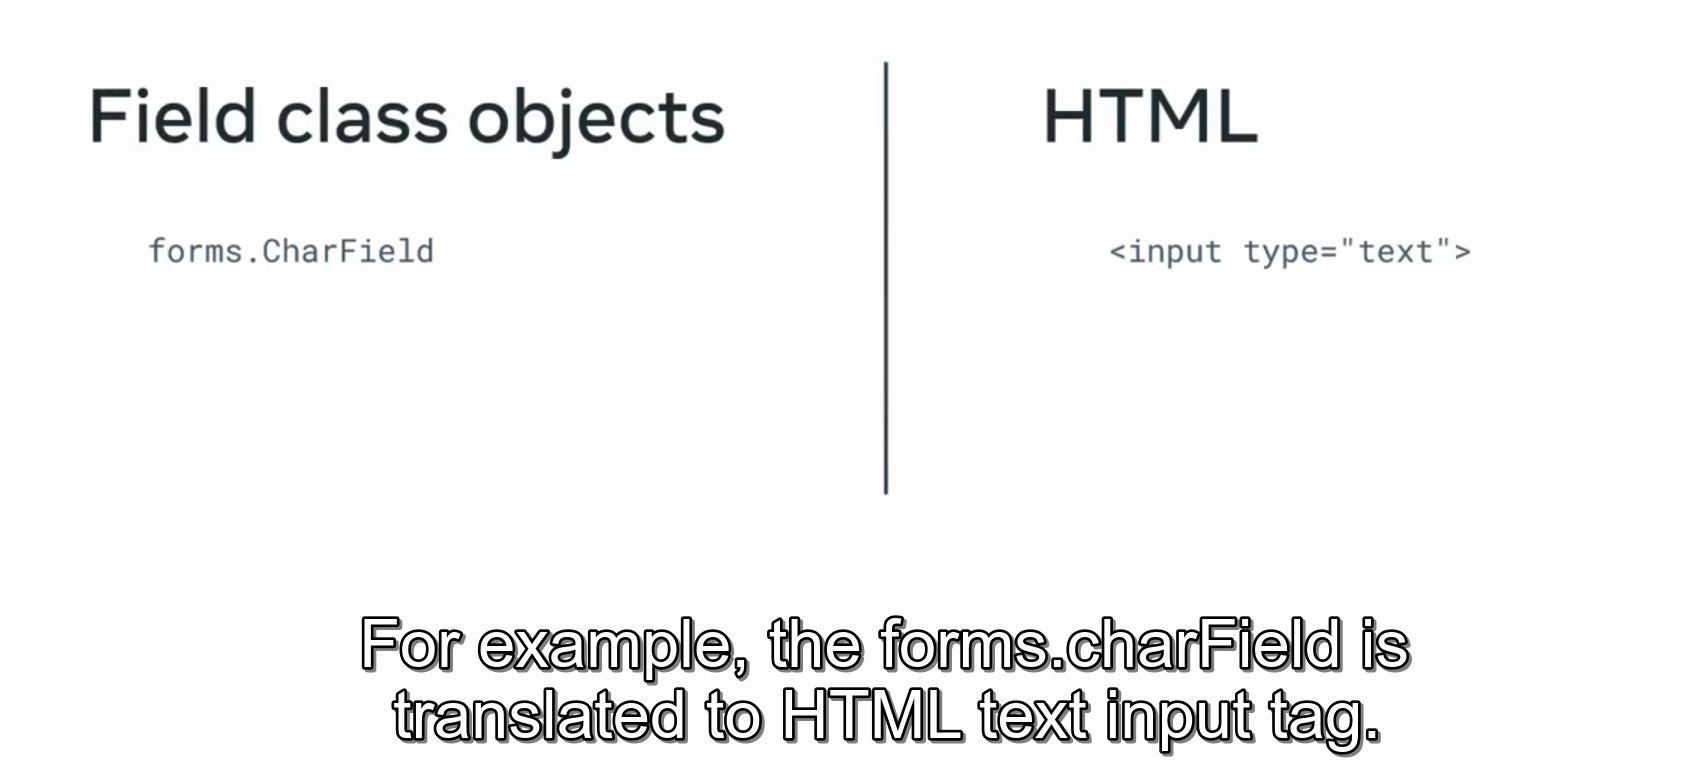 Field class objects
HTML
forms.CharField
<input type="text">
For example, the forms.charField is
translated to HTML text input tag.